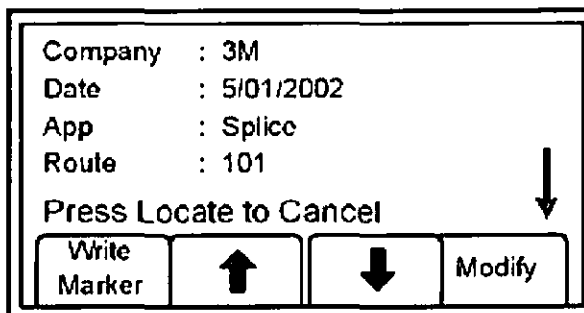 Company : 3M
Date : 5/01/2002
App : Splice
Route : 101
Press Locate to Cancel
Write
Marker
Modify